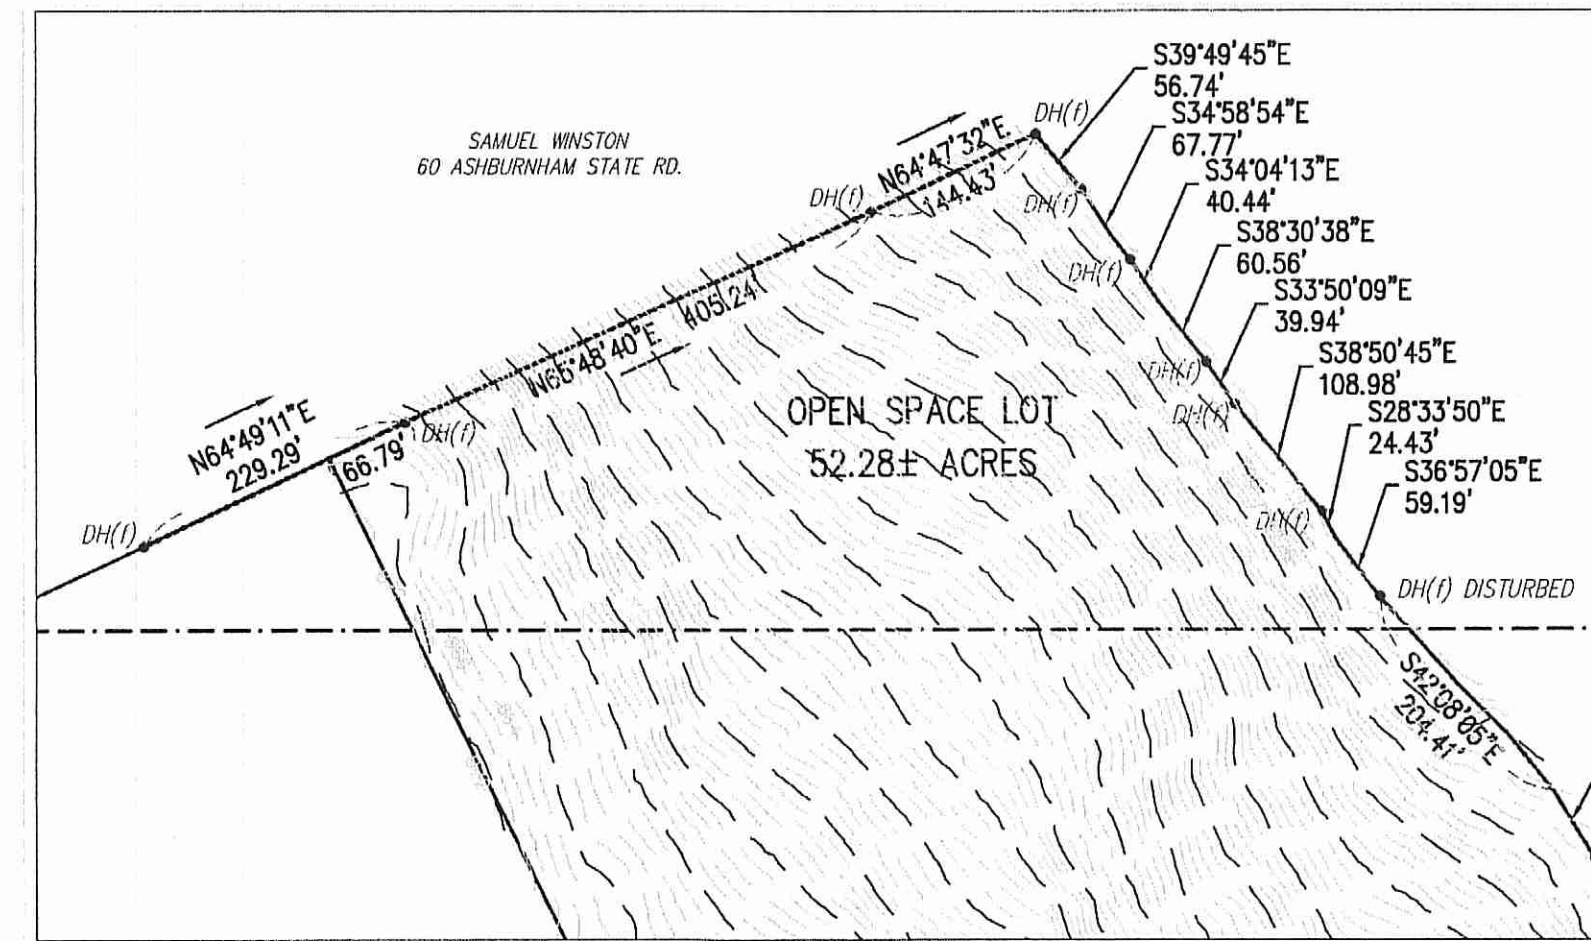 SAMUEL WINSTON
60 ASHBURNHAM STATE RD.
N64°49'11"E
229.29'
DH(f)
66.79'
DH(f)
405.24'
DH(f)
N64°47'32"E
144.43'
DH(f)
S39°49'45"E
56.74'
S34°58'54"E
67.77'
S34°04'13"E
40.44'
S38°30'38"E
60.56'
S33°50'09"E
39.94'
S38°50'45"E
108.98'
S28°33'50"E
24.43'
S36°57'05"E
59.19'
DH(f)
DH(f)
DH(f)
DH(f)
DH(f)
DH(f) DISTURBED
OPEN SPACE LOT
52.28± ACRES
S42°08'05"E
204.41'